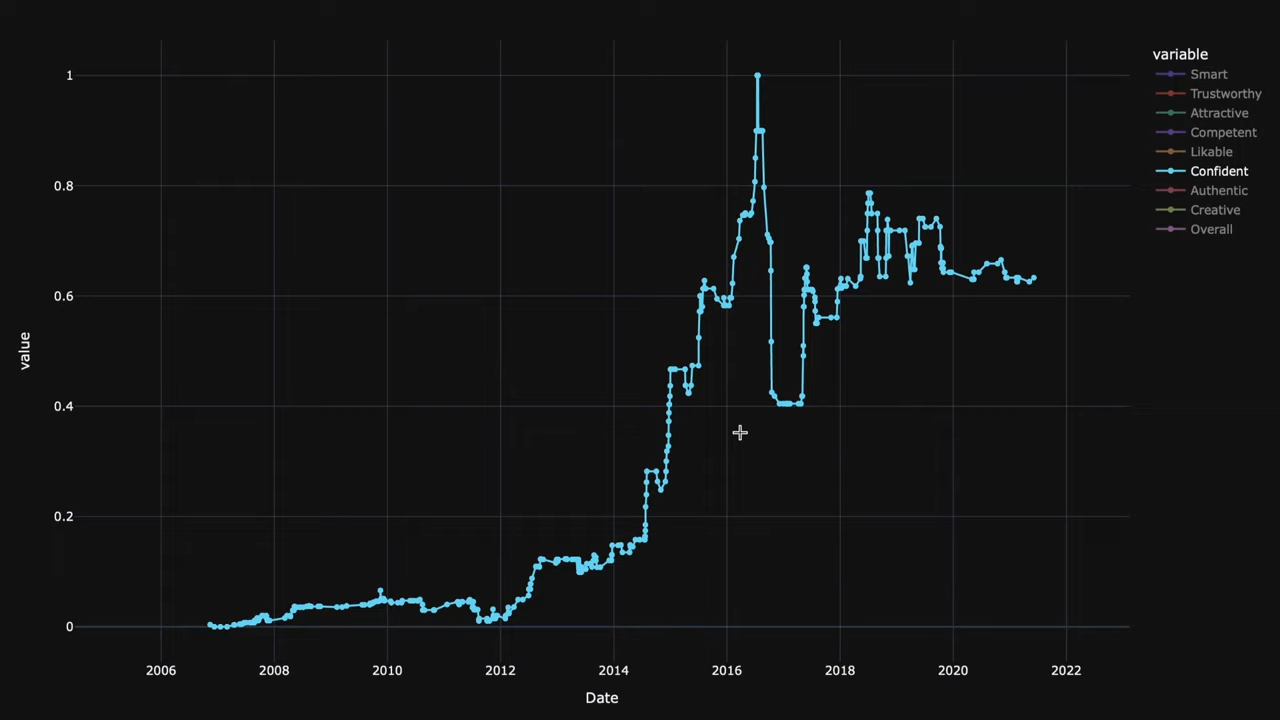 variable
Smart
Trustworthy
Attractive
Competent
Likable
Confident
Authentic
Creative
Overall
value
1
0.8
0.6
0.4
0.2
0
2006 2008 2010 2012 2014 2016 2018 2020 2022
Date